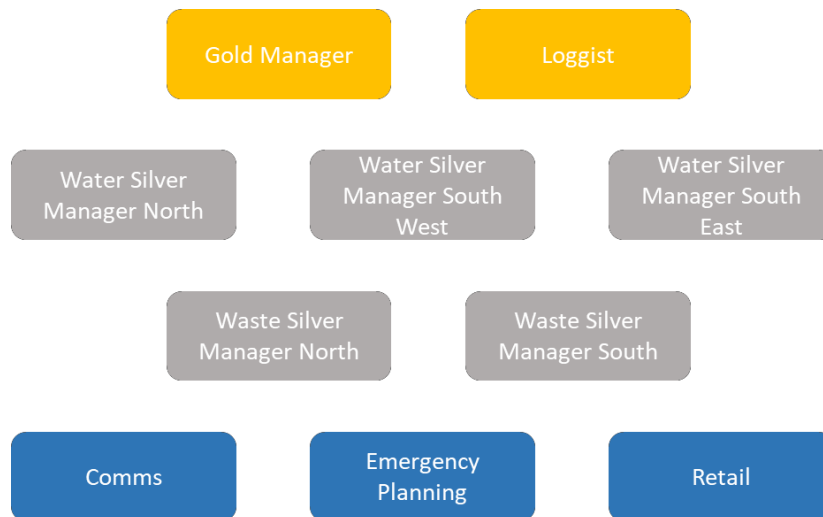 Gold Manager
Loggist
Water Silver
Manager North
Water Silver
Manager South
West
Water Silver
Manager South
East
Waste Silver
Manager North
Waste Silver
Manager South
Comms
Emergency
Planning
Retail